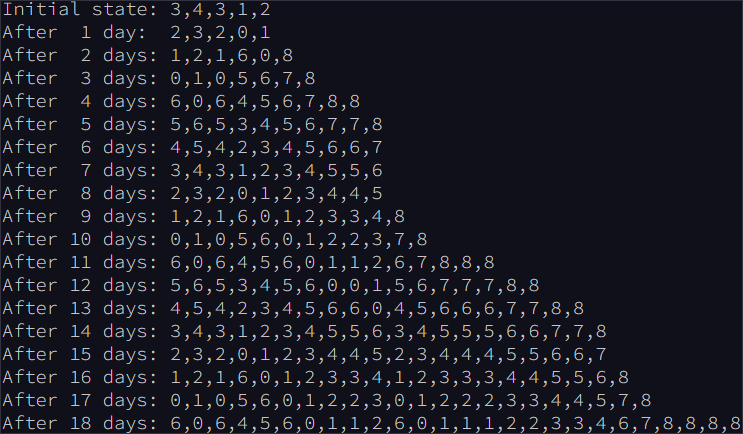 Initial state: 3,4,3,1,2
After  1 day:  2,3,2,0,1
After  2 days: 1,2,1,6,0,8
After  3 days: 0,1,0,5,6,7,8
After  4 days: 6,0,6,4,5,6,7,8,8
After  5 days: 5,6,5,3,4,5,6,7,7,8
After  6 days: 4,5,4,2,3,4,5,6,6,7
After  7 days: 3,4,3,1,2,3,4,5,5,6
After  8 days: 2,3,2,0,1,2,3,4,4,5
After  9 days: 1,2,1,6,0,1,2,3,3,4,8
After 10 days: 0,1,0,5,6,0,1,2,2,3,7,8
After 11 days: 6,0,6,4,5,6,0,1,1,2,6,7,8,8,8
After 12 days: 5,6,5,3,4,5,6,0,0,1,5,6,7,7,7,8,8
After 13 days: 4,5,4,2,3,4,5,6,6,0,4,5,6,6,6,7,7,8,8
After 14 days: 3,4,3,1,2,3,4,5,5,6,3,4,5,5,5,6,6,7,7,8
After 15 days: 2,3,2,0,1,2,3,4,4,5,2,3,4,4,4,5,5,6,6,7
After 16 days: 1,2,1,6,0,1,2,3,3,4,1,2,3,3,3,4,4,5,5,6,8
After 17 days: 0,1,0,5,6,0,1,2,2,3,0,1,2,2,2,3,3,4,4,5,7,8
After 18 days: 6,0,6,4,5,6,0,1,1,2,6,0,1,1,1,2,2,3,3,4,6,7,8,8,8,8